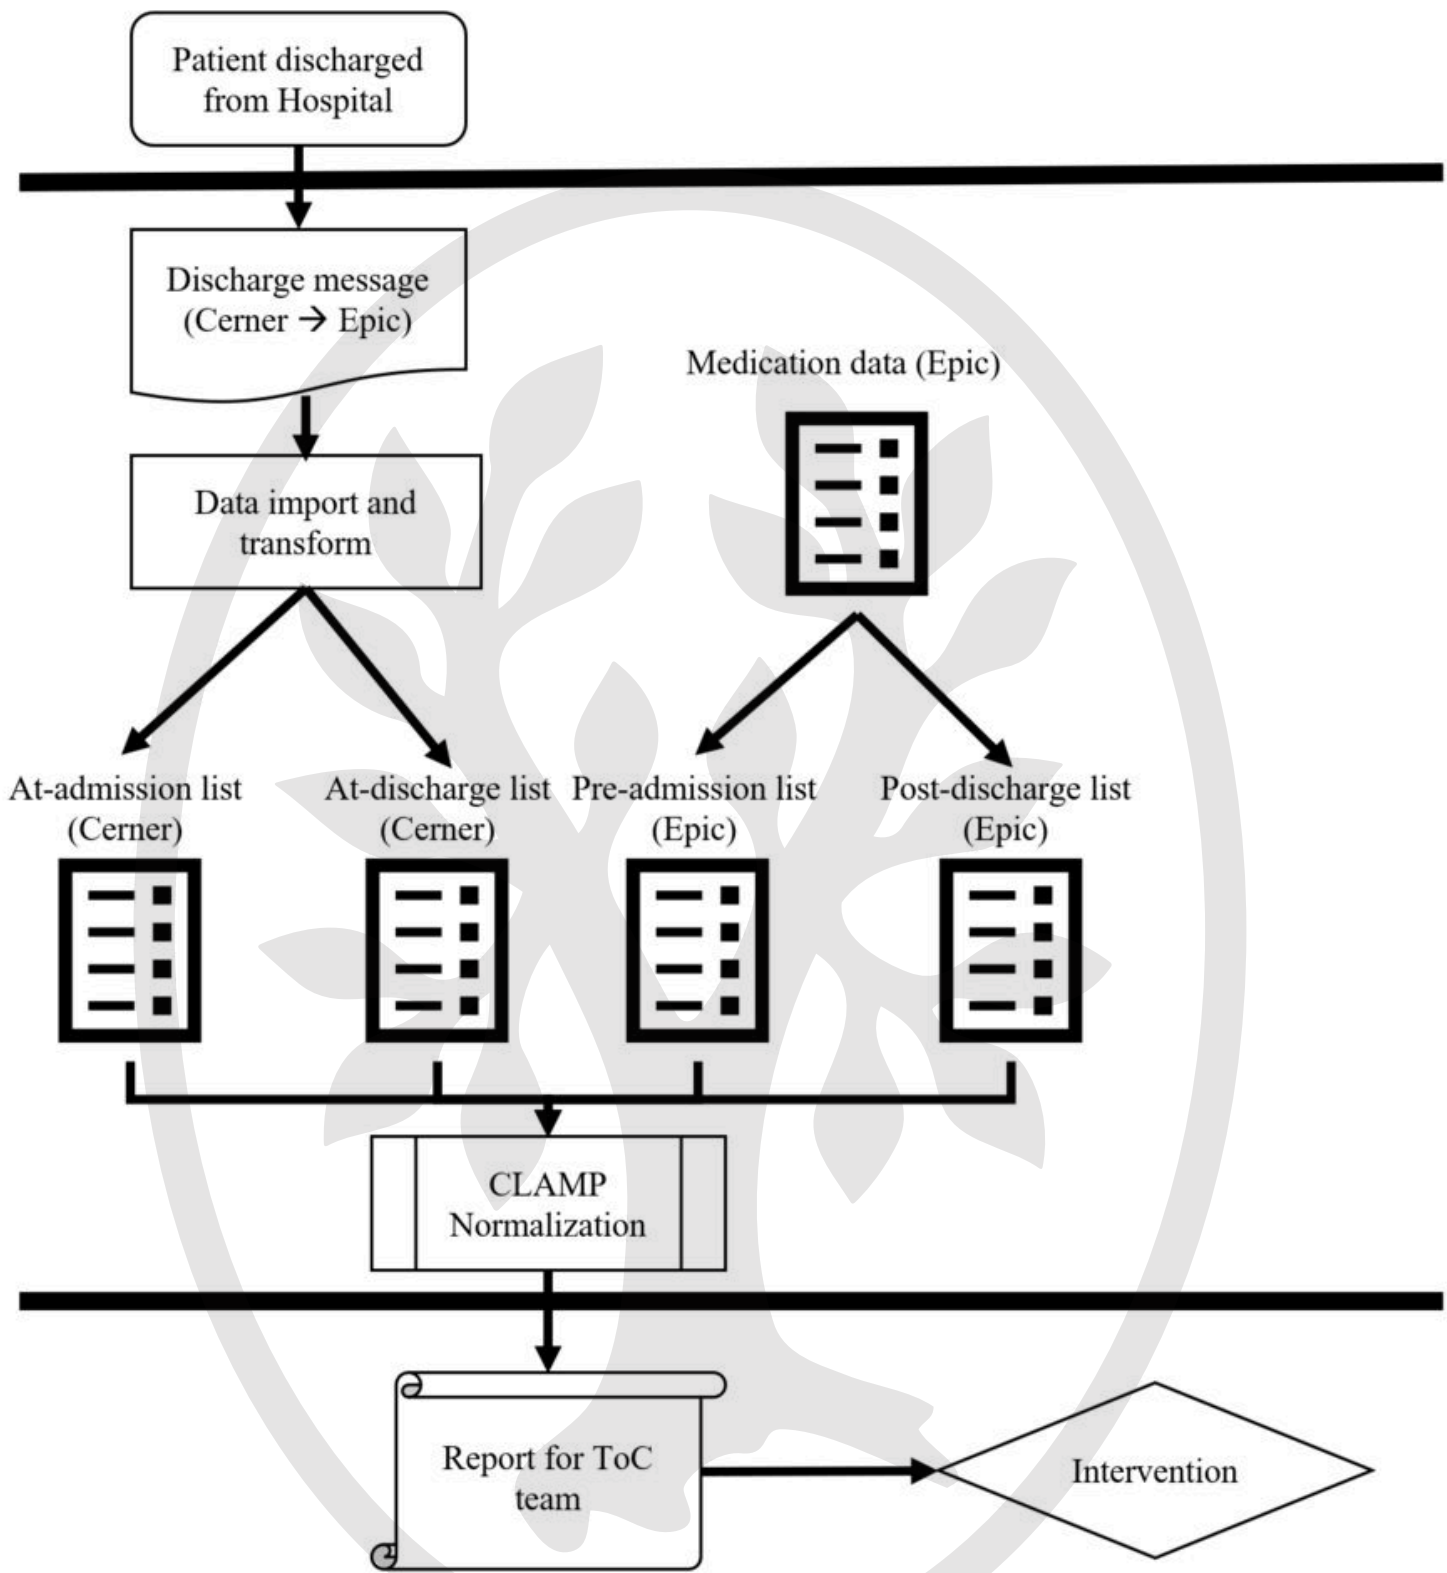 Patient discharged
from Hospital
Discharge message
(Cerner → Epic)
Medication data (Epic)
Data import and
transform
At-admission list
(Cerner)
At-discharge list
(Cerner)
Pre-admission list
(Epic)
Post-discharge list
(Epic)
CLAMP
Normalization
Report for ToC
team
Intervention